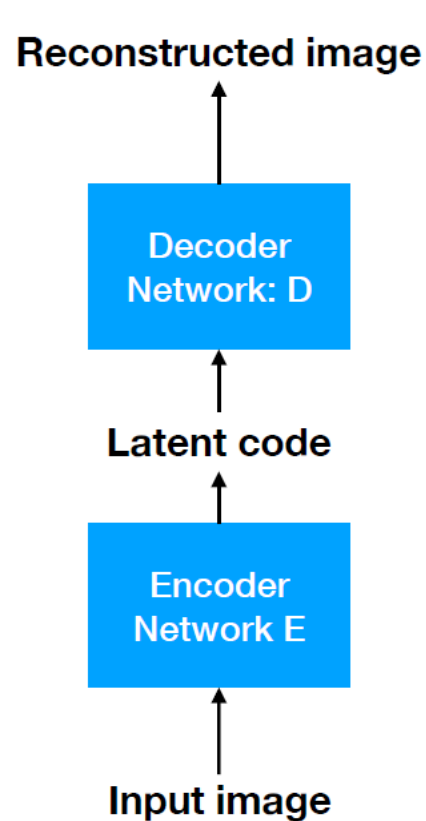 Reconstructed image
Decoder
Network: D
Latent code
Encoder
Network E
Input image